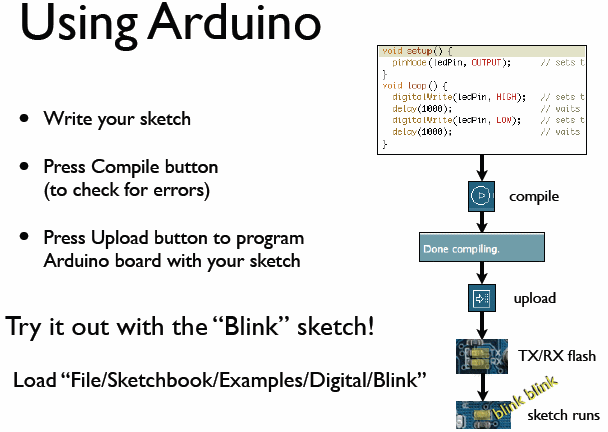 Using Arduino
void setup() {
pinMode(ledPin, OUTPUT); // sets t
}
void loop() {
digitalWrite(ledPin, HIGH); // sets t
delay(1000); // waits
digitalWrite(ledPin, LOW); // sets t
delay(1000); // waits
}
• Write your sketch
• Press Compile button
(to check for errors)
• Press Upload button to program
Arduino board with your sketch
compile
Done compiling.
upload
TX
RX
TX/RX flash
blink blink
sketch runs
Try it out with the “Blink” sketch!
Load “File/Sketchbook/Examples/Digital/Blink”